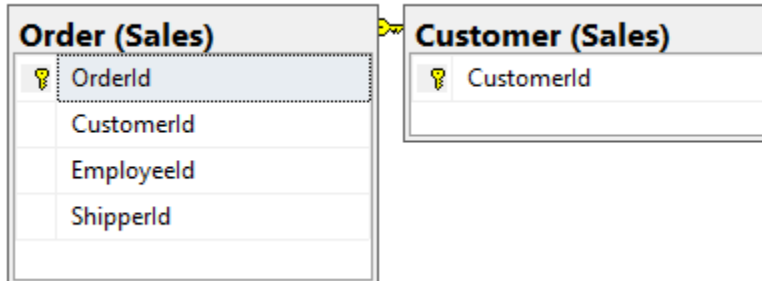 Order (Sales)
OrderId
CustomerId
EmployeeId
ShipperId
Customer (Sales)
CustomerId